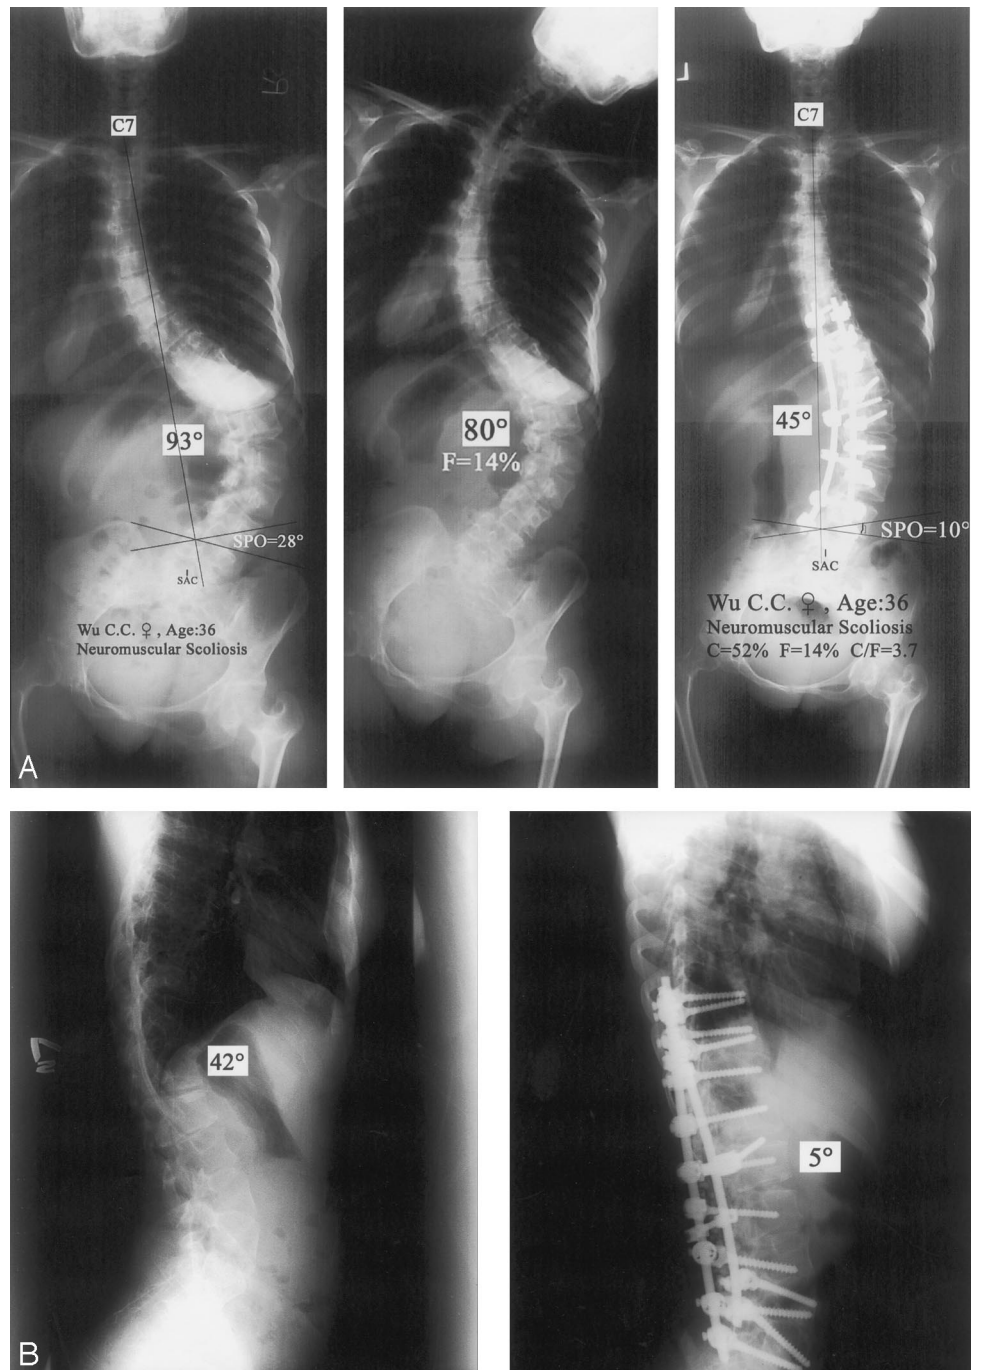 C7
93°
SPO=28°
SAC
Wu C.C. ♀ , Age:36
Neuromuscular Scoliosis
A
80°
F=14%
L
C7
45°
SPO=10°
SAC
Wu C.C. ♀ , Age:36
Neuromuscular Scoliosis
C=52% F=14% C/F=3.7
42°
B
5°